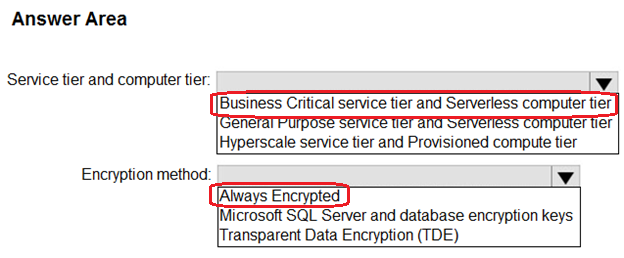 Answer Area
Service tier and computer tier:
Business Critical service tier and Serverless computer tier
General Purpose service tier and Serverless computer tier
Hyperscale service tier and Provisioned compute tier
Encryption method:
Always Encrypted
Microsoft SQL Server and database encryption keys
Transparent Data Encryption (TDE)